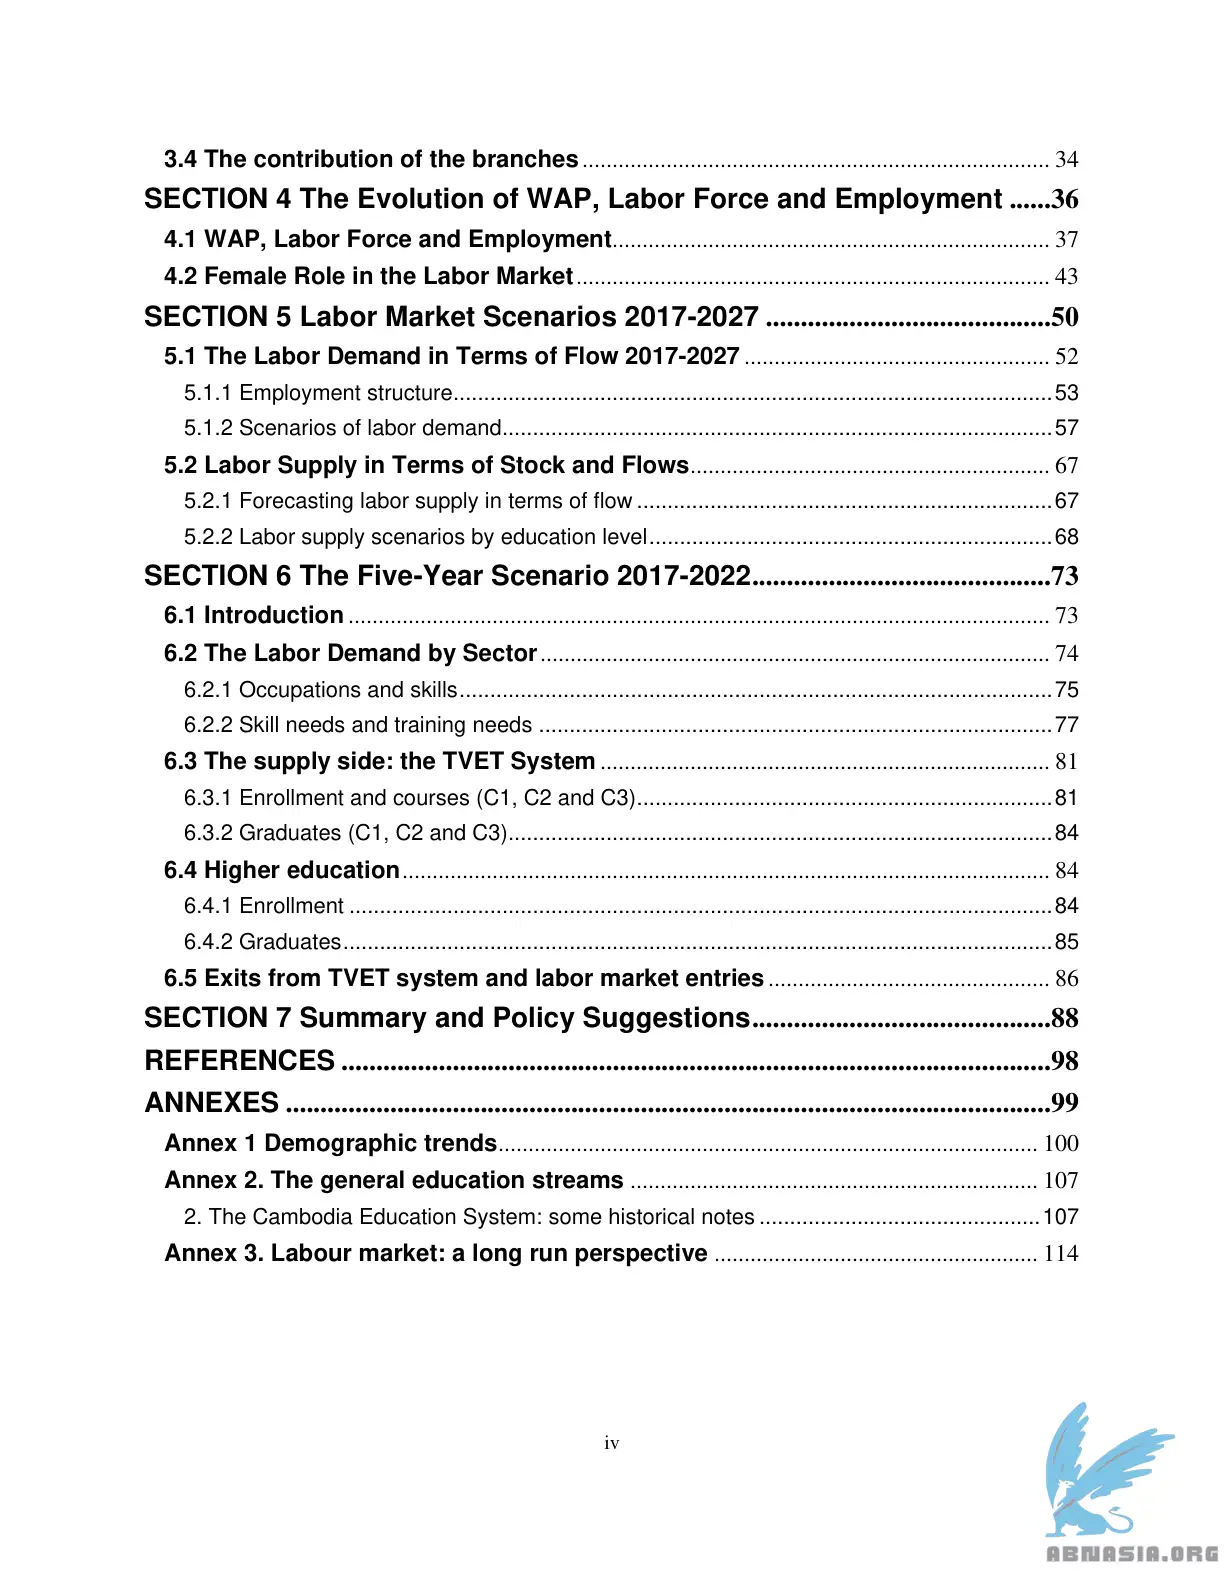 3.4 The contribution of the branches .............................................................................. 34
SECTION 4 The Evolution of WAP, Labor Force and Employment ......36
4.1 WAP, Labor Force and Employment......................................................................... 37
4.2 Female Role in the Labor Market............................................................................... 43
SECTION 5 Labor Market Scenarios 2017-2027 .........................................50
5.1 The Labor Demand in Terms of Flow 2017-2027 ................................................... 52
5.1.1 Employment structure..................................................................................................53
5.1.2 Scenarios of labor demand..........................................................................................57
5.2 Labor Supply in Terms of Stock and Flows............................................................ 67
5.2.1 Forecasting labor supply in terms of flow ....................................................................67
5.2.2 Labor supply scenarios by education level..................................................................68
SECTION 6 The Five-Year Scenario 2017-2022...........................................73
6.1 Introduction ..................................................................................................................... 73
6.2 The Labor Demand by Sector..................................................................................... 74
6.2.1 Occupations and skills.................................................................................................75
6.2.2 Skill needs and training needs ....................................................................................77
6.3 The supply side: the TVET System ........................................................................... 81
6.3.1 Enrollment and courses (C1, C2 and C3)....................................................................81
6.3.2 Graduates (C1, C2 and C3).........................................................................................84
6.4 Higher education............................................................................................................ 84
6.4.1 Enrollment ...................................................................................................................84
6.4.2 Graduates....................................................................................................................85
6.5 Exits from TVET system and labor market entries ............................................... 86
SECTION 7 Summary and Policy Suggestions...........................................88
REFERENCES ......................................................................................................98
ANNEXES ..............................................................................................................99
Annex 1 Demographic trends.......................................................................................... 100
Annex 2. The general education streams .................................................................... 107
2. The Cambodia Education System: some historical notes ..............................................107
Annex 3. Labour market: a long run perspective ...................................................... 114
iv
ABNASIA.ORG